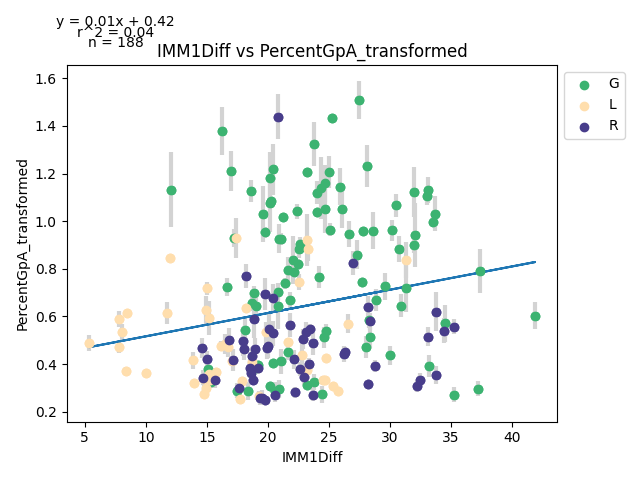 y = 0.01x + 0.42
r^2 = 0.04
n = 188
IMM1Diff vs PercentGpA_transformed
G
L
R
PercentGpA_transformed
1.6
1.4
1.2
1.0
0.8
0.6
0.4
0.2
5 10 15 20 25 30 35 40
IMM1Diff